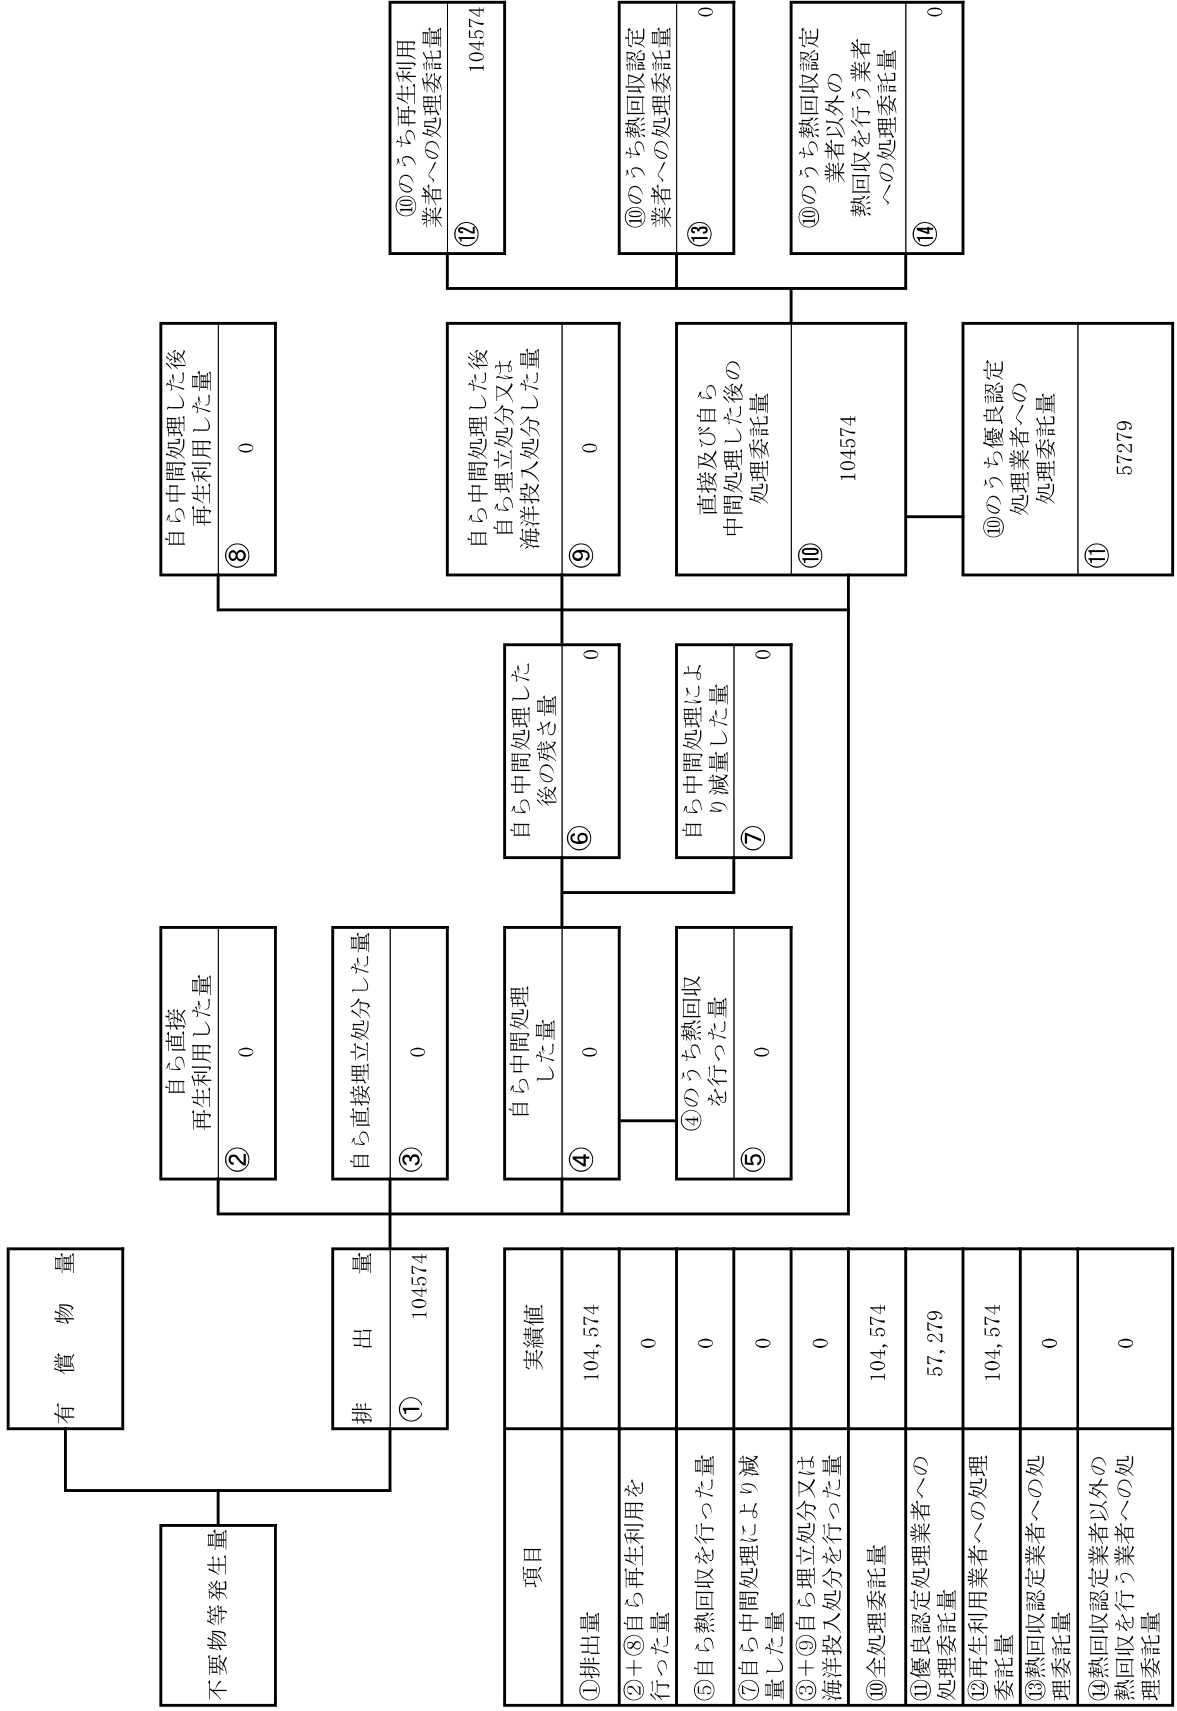 不要物等発生量
有償物量
排出量
①
104574
自ら直接
再生利用した量
②
0
自ら直接埋立処分した量
③
0
自ら中間処理
した量
④
0
④のうち熱回収
を行った量
⑤
0
自ら中間処理した
後の残さ量
⑥
0
自ら中間処理によ
り減量した量
⑦
0
自ら中間処理した後
再生利用した量
⑧
0
自ら中間処理した後
自ら埋立処分又は
海洋投入処分した量
⑨
0
直接及び自ら
中間処理した後の
処理委託量
⑩
104574
⑩のうち優良認定
処理業者への
処理委託量
⑪
57279
⑩のうち再生利用
業者への処理委託量
⑫
104574
⑩のうち熱回収認定
業者への処理委託量
⑬
0
⑩のうち熱回収認定
業者以外の
熱回収を行う業者
への処理委託量
⑭
0
項目 実績値
①排出量 104,574
②+⑧自ら再生利用を
行った量 0
⑤自ら熱回収を行った量 0
⑦自ら中間処理により減
量した量 0
③+⑨自ら埋立処分又は
海洋投入処分を行った量 0
⑩全処理委託量 104,574
⑪優良認定処理業者への
処理委託量 57,279
⑫再生利用業者への処理
委託量 104,574
⑬熱回収認定業者への処
理委託量 0
⑭熱回収認定業者以外の
熱回収を行う業者への処
理委託量 0